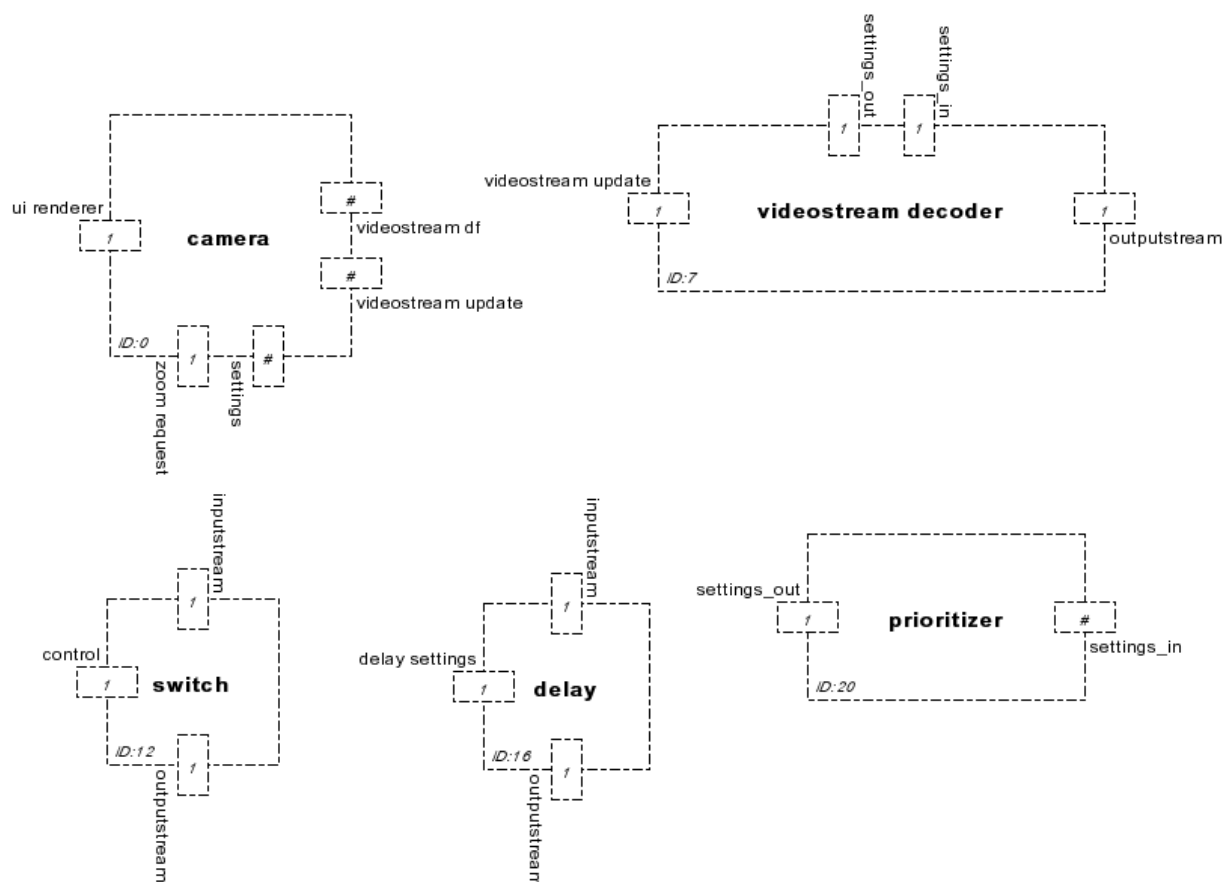 settings_out
settings_in
ui renderer
1
camera
#
videostream df
#
videostream update
ID:0
1
#
zoom request
settings
1
1
videostream update
1
videostream decoder
1
outputstream
ID:7
inputstream
1
control
1
switch
ID:12
1
outputstream
inputstream
1
delay settings
1
delay
ID:16
1
outputstream
settings_out
1
prioritizer
#
settings_in
ID:20